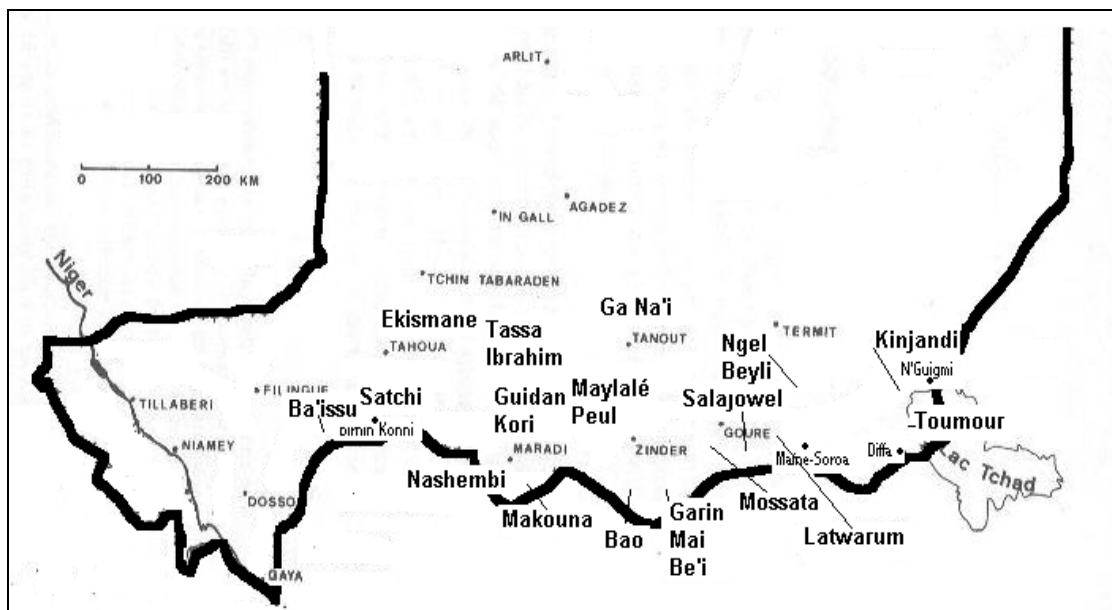 ARLIT
0 100 200 KM
AGADEZ
IN GALL
Niger
TCHIN TABARADEN
Ga Na'i
Ekismane
Tassa
Ibrahim
TERMIT
TANOUT
Ngel
Beyli
Kinjandi
N'Guigmi
TAHOUA
FILINGUE
TILLABERI
Satchi
Ba'issu
Birnin Konni
Guidan
Kori
Maylalé
Peul
Salajowel
Toumour
GOURE
NIAMEY
MARADI
ZINDER
Maine-Soroa
Diffa
Lac Tchad
Nashembi
DOSSO
Makouna
Mossata
Bao
Garin
Mai
Be'i
Latwarum
GAYA